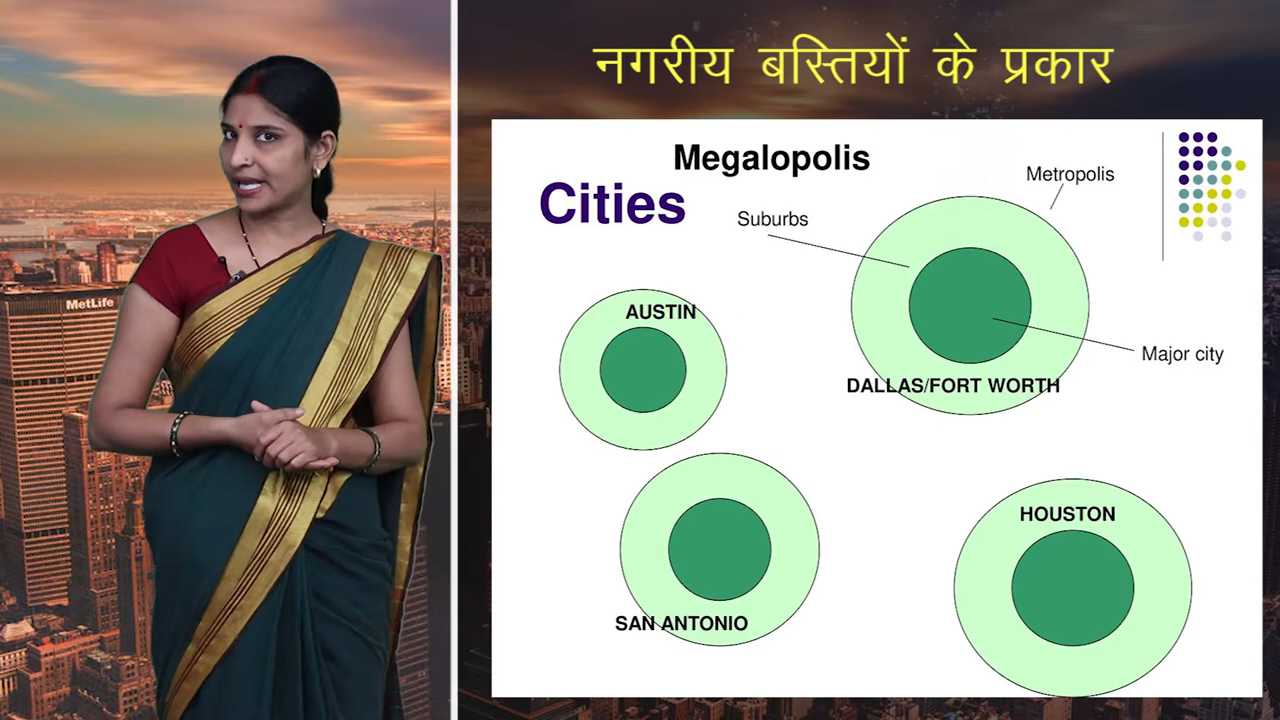 नगरीय बस्तियों के प्रकार
Megalopolis
Cities
Metropolis
Suburbs
AUSTIN
Major city
DALLAS/FORT WORTH
HOUSTON
SAN ANTONIO
MetLife